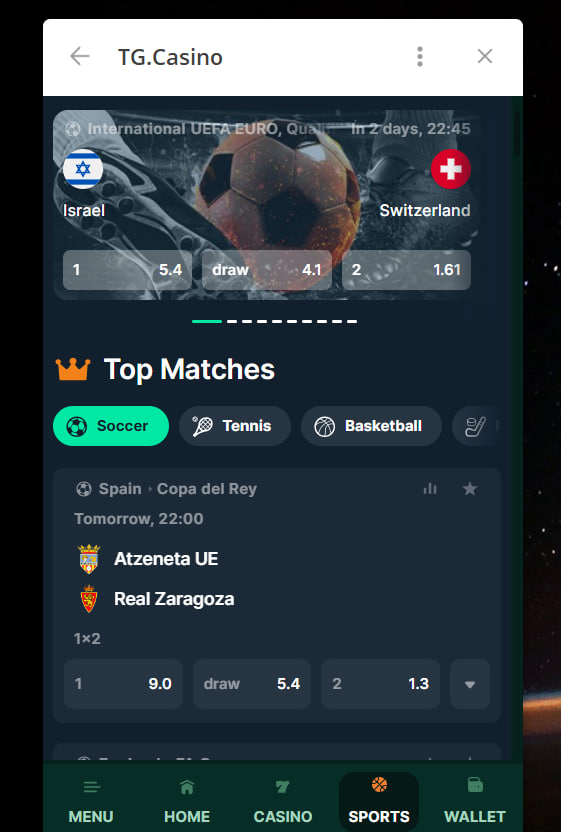 TG.Casino
International UEFA EURO, In 2 days, 22:45
Israel Switzerland
1 5.4 draw 4.1 2 1.61
Top Matches
Soccer Tennis Basketball
Spain Copa del Rey
Tomorrow, 22:00
Atzeneta UE
Real Zaragoza
1×2
1 9.0 draw 5.4 2 1.3
MENU HOME CASINO SPORTS WALLET